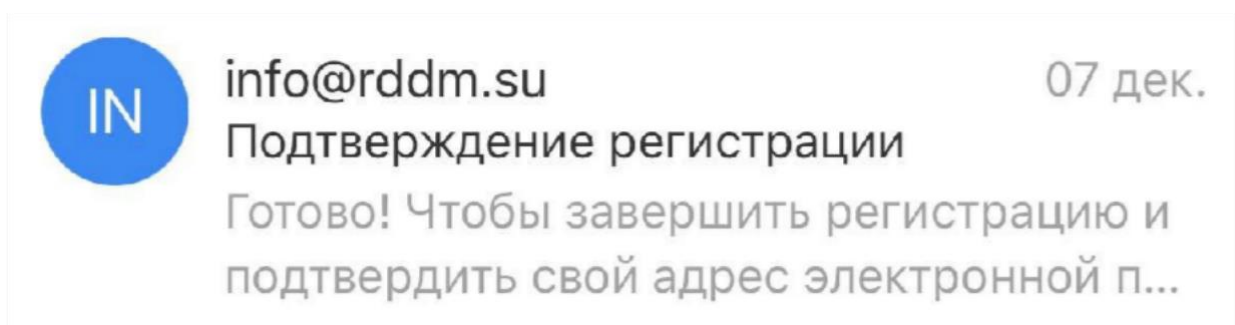 IN
info@rddm.su
07 дек.
Подтверждение регистрации
Готово! Чтобы завершить регистрацию и
подтвердить свой адрес электронной п...